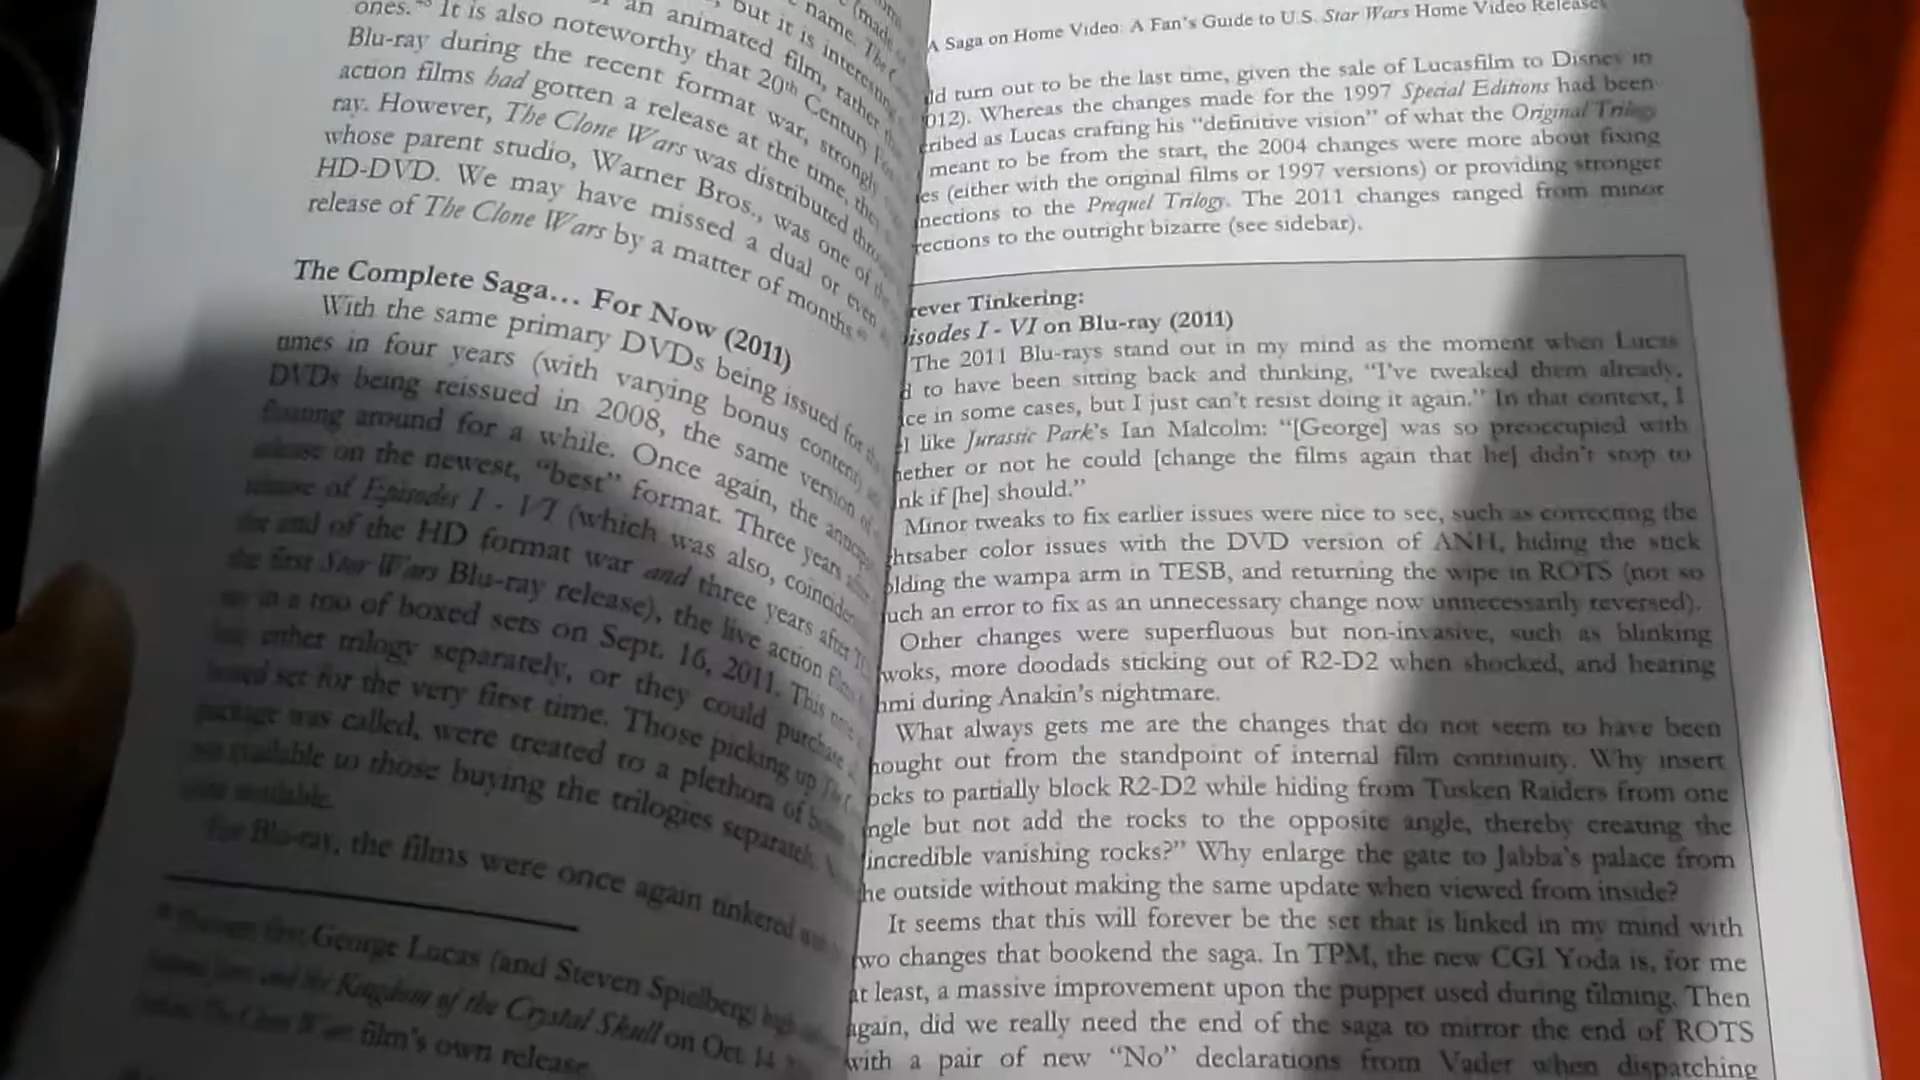 ones.
an animated film, rather
but it is interesting
name. The
(made
It is also noteworthy that 20th Century Fox
Blu-ray during the recent format war, strongly
action films had gotten a release at the time, the
ray. However, The Clone Wars was distributed
whose parent studio, Warner Bros., was one of the
HD-DVD. We may have missed a dual or even
release of The Clone Wars by a matter of months.
The Complete Saga... For Now (2011)
With the same primary DVDs being issued for
times in four years (with varying bonus content)
DVDs being reissued in 2008, the same version of
floating around for a while. Once again, the
release on the newest, "best" format. Three years
release of Episodes I - VI (which was also,
the end of the HD format war and three years after
the first Star Wars Blu-ray release), the live action films
in a trio of boxed sets on Sept. 16, 2011. This
either trilogy separately, or they could purchase
boxed set for the very first time. Those picking up
package was called, were treated to a plethora of
not available to those buying the trilogies separately.
available.
For Blu-ray, the films were once again tinkered
George Lucas (and Steven Spielberg)
and the Kingdom of the Crystal Skull on Oct. 14
film's own release.
A Saga on Home Video: A Fan's Guide to U.S. Star Wars Home Video Releases
ld turn out to be the last time, given the sale of Lucasfilm to Disney in
012). Whereas the changes made for the 1997 Special Editions had been
cribed as Lucas crafting his "definitive vision" of what the Original Trilogy
meant to be from the start, the 2004 changes were more about fixing
es (either with the original films or 1997 versions) or providing stronger
nections to the Prequel Trilogy. The 2011 changes ranged from minor
rections to the outright bizarre (see sidebar).
rever Tinkering:
isodes I - VI on Blu-ray (2011)
The 2011 Blu-rays stand out in my mind as the moment when Lucas
d to have been sitting back and thinking, "I've tweaked them already,
ice in some cases, but I just can't resist doing it again." In that context, I
l like Jurassic Park's Ian Malcolm: "[George] was so preoccupied with
hether or not he could [change the films again that he] didn't stop to
nk if [he] should."
Minor tweaks to fix earlier issues were nice to see, such as correcting the
htsaber color issues with the DVD version of ANH, hiding the stick
olding the wampa arm in TESB, and returning the wipe in ROTS (not so
uch an error to fix as an unnecessary change now unnecessarily reversed).
Other changes were superfluous but non-invasive, such as blinking
woks, more doodads sticking out of R2-D2 when shocked, and hearing
hmi during Anakin's nightmare.
What always gets me are the changes that do not seem to have been
hought out from the standpoint of internal film continuity. Why insert
ocks to partially block R2-D2 while hiding from Tusken Raiders from one
ngle but not add the rocks to the opposite angle, thereby creating the
incredible vanishing rocks?" Why enlarge the gate to Jabba's palace from
he outside without making the same update when viewed from inside?
It seems that this will forever be the set that is linked in my mind with
two changes that bookend the saga. In TPM, the new CGI Yoda is, for me
at least, a massive improvement upon the puppet used during filming. Then
again, did we really need the end of the saga to mirror the end of ROTS
with a pair of new "No" declarations from Vader when dispatching